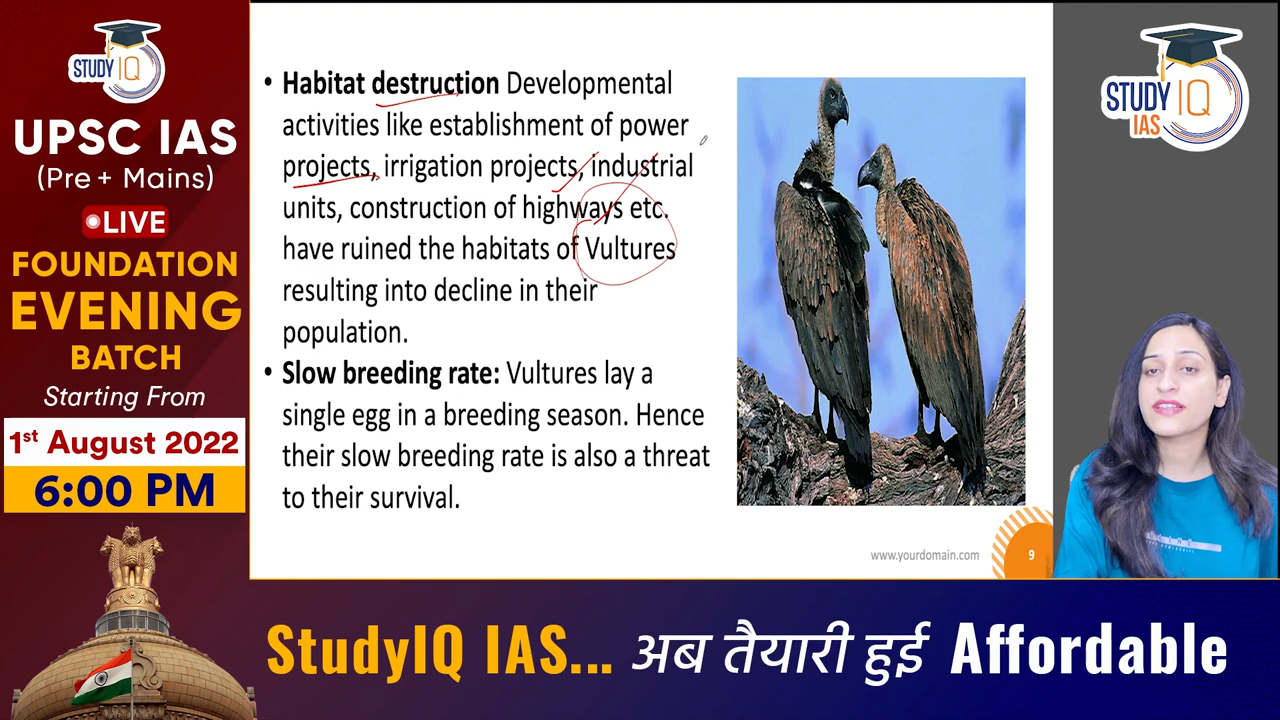 STUDY IQ
UPSC IAS
(Pre + Mains)
LIVE
FOUNDATION
EVENING
BATCH
Starting From
1st August 2022
6:00 PM
• Habitat destruction Developmental
activities like establishment of power
projects, irrigation projects, industrial
units, construction of highways etc.
have ruined the habitats of Vultures
resulting into decline in their
population.
• Slow breeding rate: Vultures lay a
single egg in a breeding season. Hence
their slow breeding rate is also a threat
to their survival.
www.yourdomain.com
9
STUDY IQ
IAS
StudyIQ IAS... अब तैयारी हुई Affordable